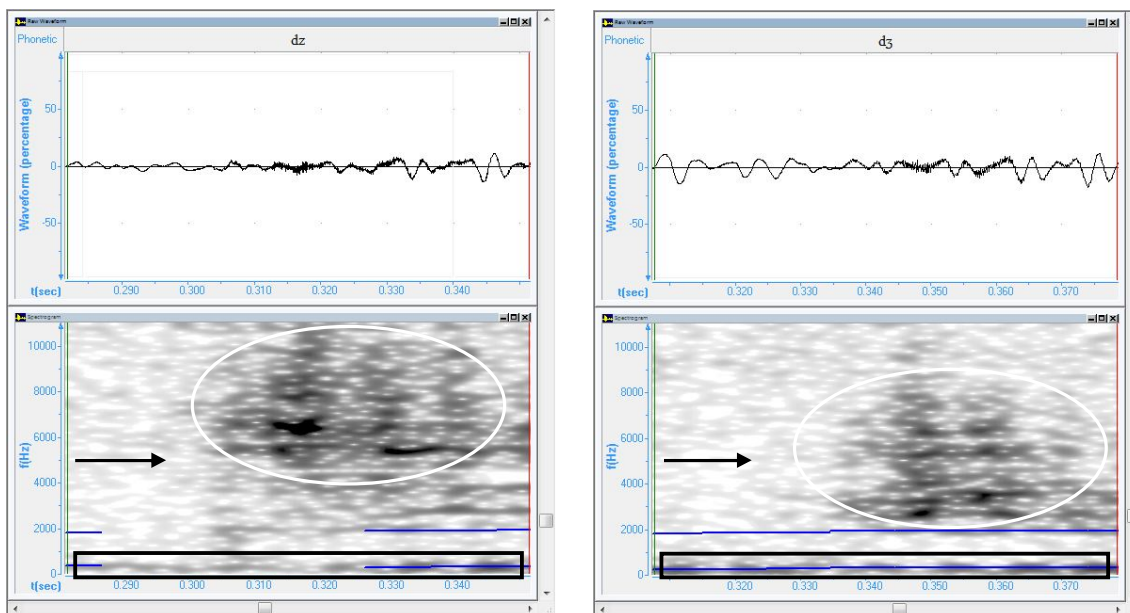 Raw Waveform
Phonetic
dz
Waveform (percentage)
50
0
-50
t(sec)
0.290 0.300 0.310 0.320 0.330 0.340
Spectrogram
f(Hz)
10000
8000
6000
4000
2000
0
t(sec)
0.290 0.300 0.310 0.320 0.330 0.340
Raw Waveform
Phonetic
dʒ
Waveform (percentage)
50
0
-50
t(sec)
0.320 0.330 0.340 0.350 0.360 0.370
Spectrogram
f(Hz)
10000
8000
6000
4000
2000
0
t(sec)
0.320 0.330 0.340 0.350 0.360 0.370